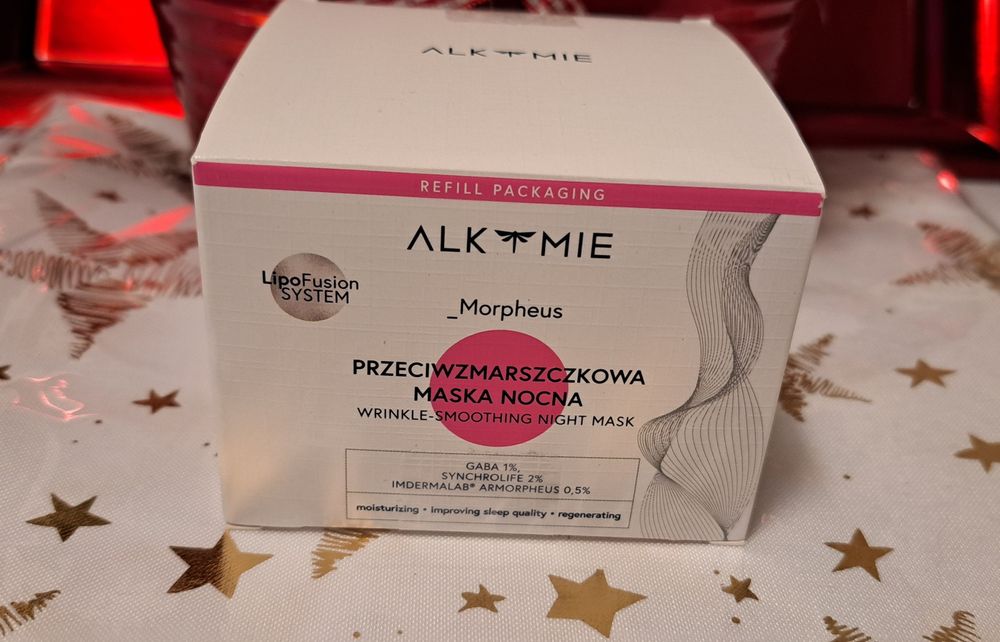 ALKMIE
REFILL PACKAGING
ALKMIE
LipoFusion
SYSTEM
_Morpheus
PRZECIWZMARSZCZKOWA
MASKA NOCNA
WRINKLE-SMOOTHING NIGHT MASK
GABA 1%,
SYNCHROLIFE 2%
IMDERMALAB® ARMORPHEUS 0,5%
moisturizing • improving sleep quality • regenerating